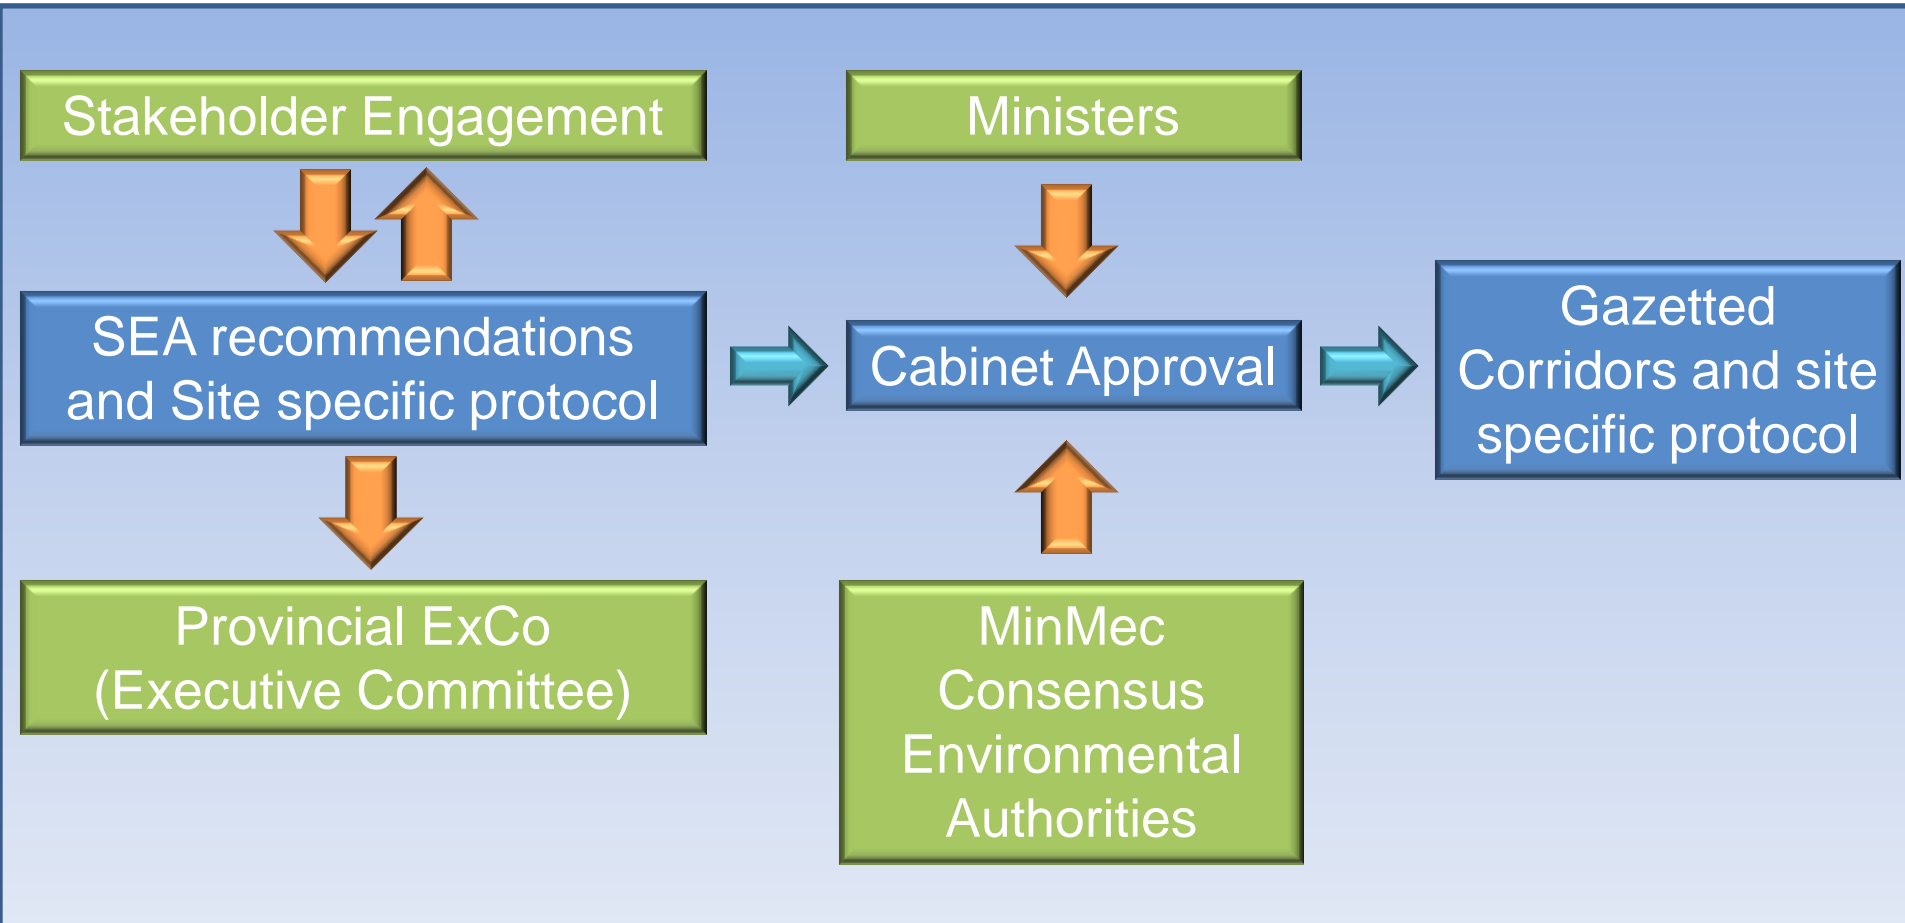 Stakeholder Engagement
Ministers
SEA recommendations
and Site specific protocol
Cabinet Approval
Gazetted
Corridors and site
specific protocol
Provincial ExCo
(Executive Committee)
MinMec
Consensus
Environmental
Authorities